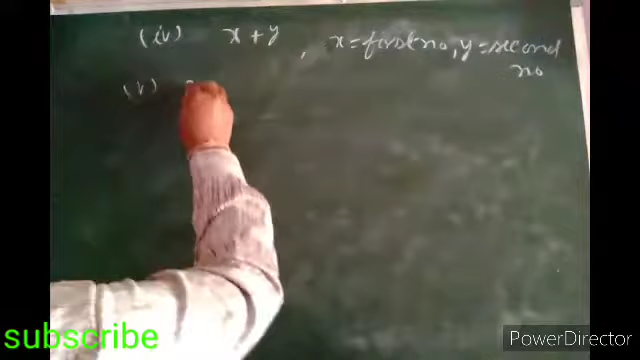 (iv) x + y , x = first no, y = second
no
(v)
subscribe
PowerDirector